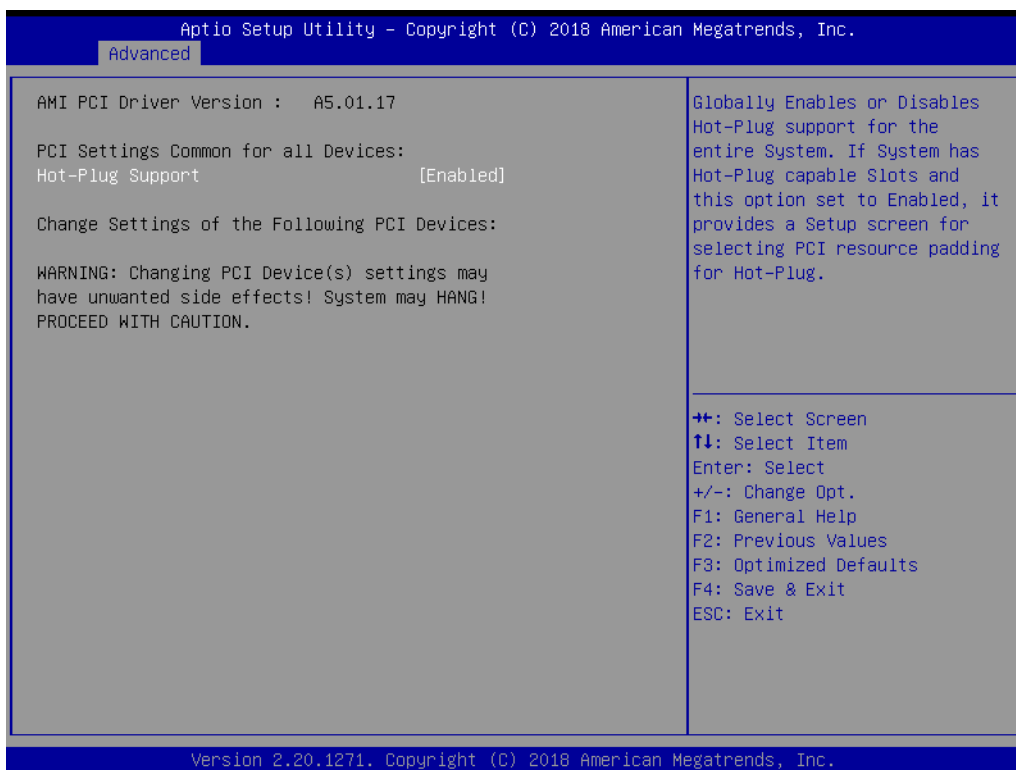 Aptio Setup Utility – Copyright (C) 2018 American Megatrends, Inc.
Advanced
AMI PCI Driver Version : A5.01.17
PCI Settings Common for all Devices:
Hot-Plug Support [Enabled]
Change Settings of the Following PCI Devices:
WARNING: Changing PCI Device(s) settings may
have unwanted side effects! System may HANG!
PROCEED WITH CAUTION.
Globally Enables or Disables
Hot-Plug support for the
entire System. If System has
Hot-Plug capable Slots and
this option set to Enabled, it
provides a Setup screen for
selecting PCI resource padding
for Hot-Plug.
→←: Select Screen
↑↓: Select Item
Enter: Select
+/-: Change Opt.
F1: General Help
F2: Previous Values
F3: Optimized Defaults
F4: Save & Exit
ESC: Exit
Version 2.20.1271. Copyright (C) 2018 American Megatrends, Inc.